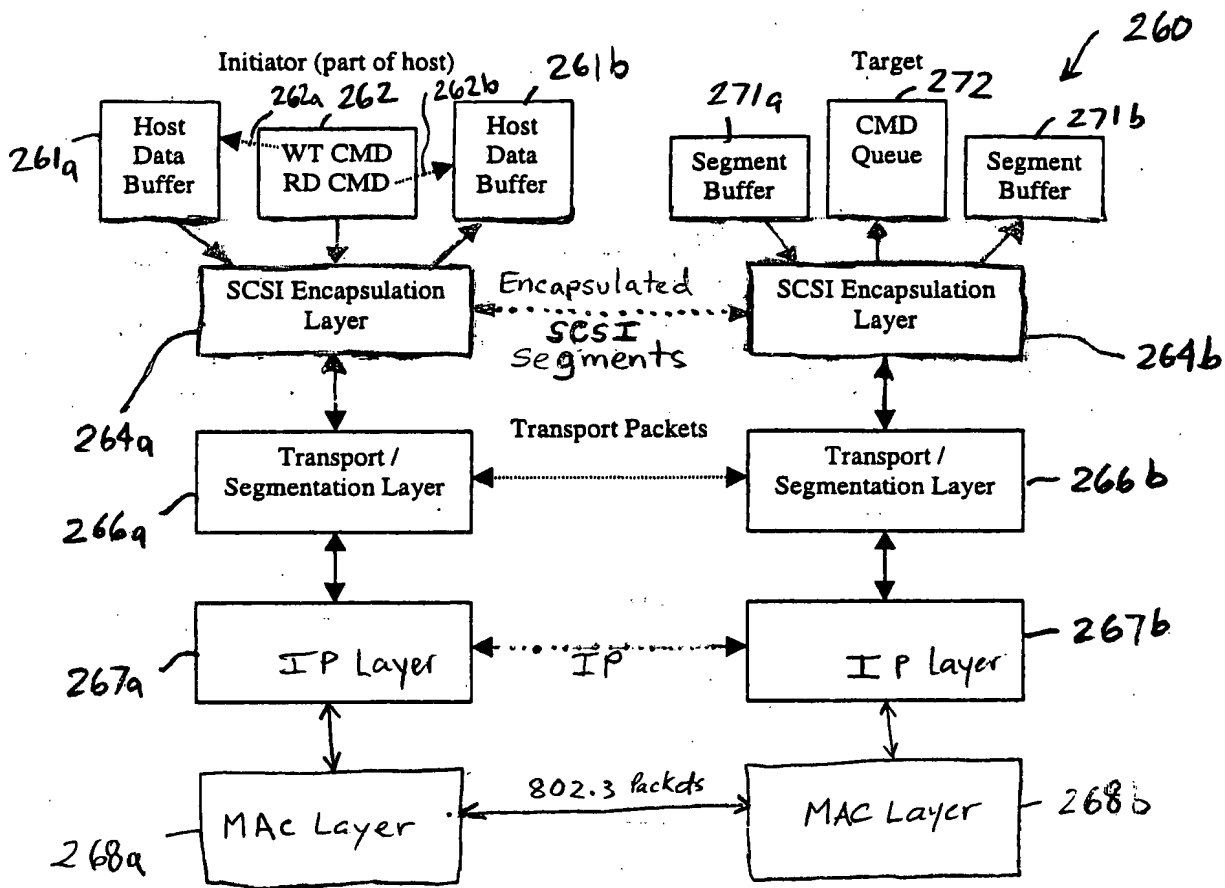 260
Initiator (part of host)
261b
Target
262a
262
262b
271a
272
271b
261a
Host
Data
Buffer
WT CMD
RD CMD
Host
Data
Buffer
Segment
Buffer
CMD
Queue
Segment
Buffer
SCSI Encapsulation
Layer
Encapsulated
SCSI
Segments
SCSI Encapsulation
Layer
264a
264b
Transport /
Segmentation Layer
Transport Packets
Transport /
Segmentation Layer
266a
266b
IP Layer
IP
IP Layer
267a
267b
MAc Layer
802.3 Packets
MAC Layer
268a
268b